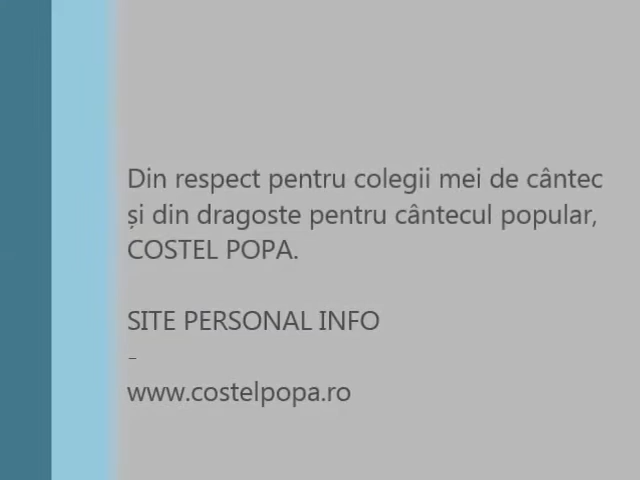 Din respect pentru colegii mei de cântec
și din dragoste pentru cântecul popular,
COSTEL POPA.
SITE PERSONAL INFO
-
www.costelpopa.ro